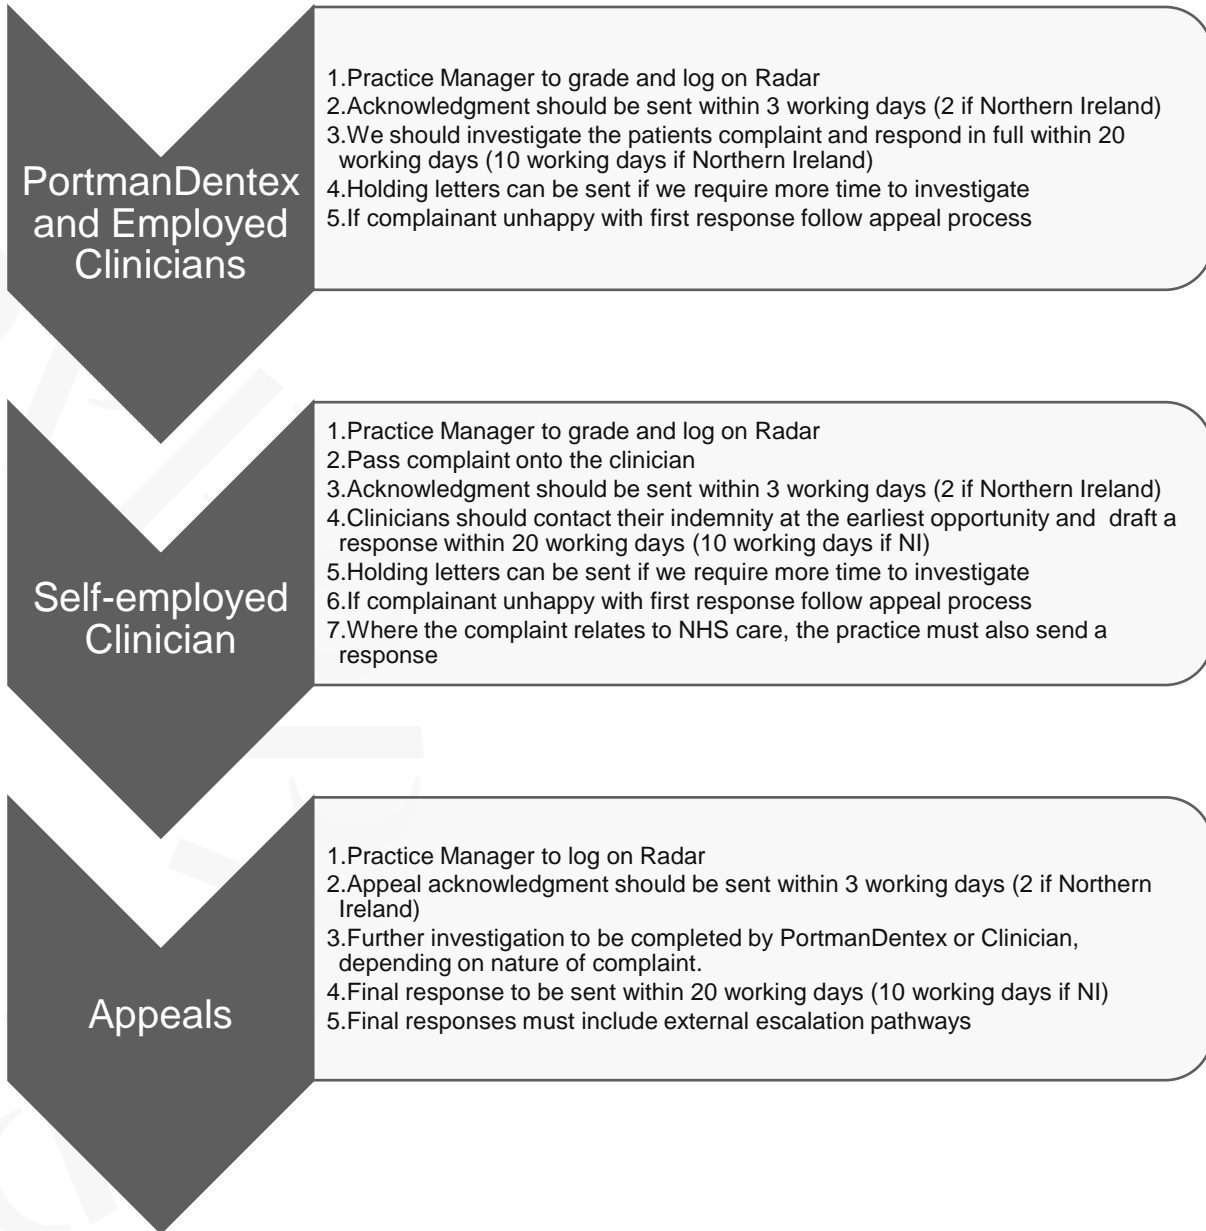 PortmanDentex
and Employed
Clinicians
1.Practice Manager to grade and log on Radar
2.Acknowledgment should be sent within 3 working days (2 if Northern Ireland)
3.We should investigate the patients complaint and respond in full within 20
working days (10 working days if Northern Ireland)
4.Holding letters can be sent if we require more time to investigate
5.If complainant unhappy with first response follow appeal process
Self-employed
Clinician
1.Practice Manager to grade and log on Radar
2.Pass complaint onto the clinician
3.Acknowledgment should be sent within 3 working days (2 if Northern Ireland)
4.Clinicians should contact their indemnity at the earliest opportunity and  draft a
response within 20 working days (10 working days if NI)
5.Holding letters can be sent if we require more time to investigate
6.If complainant unhappy with first response follow appeal process
7.Where the complaint relates to NHS care, the practice must also send a
response
Appeals
1.Practice Manager to log on Radar
2.Appeal acknowledgment should be sent within 3 working days (2 if Northern
Ireland)
3.Further investigation to be completed by PortmanDentex or Clinician,
depending on nature of complaint.
4.Final response to be sent within 20 working days (10 working days if NI)
5.Final responses must include external escalation pathways